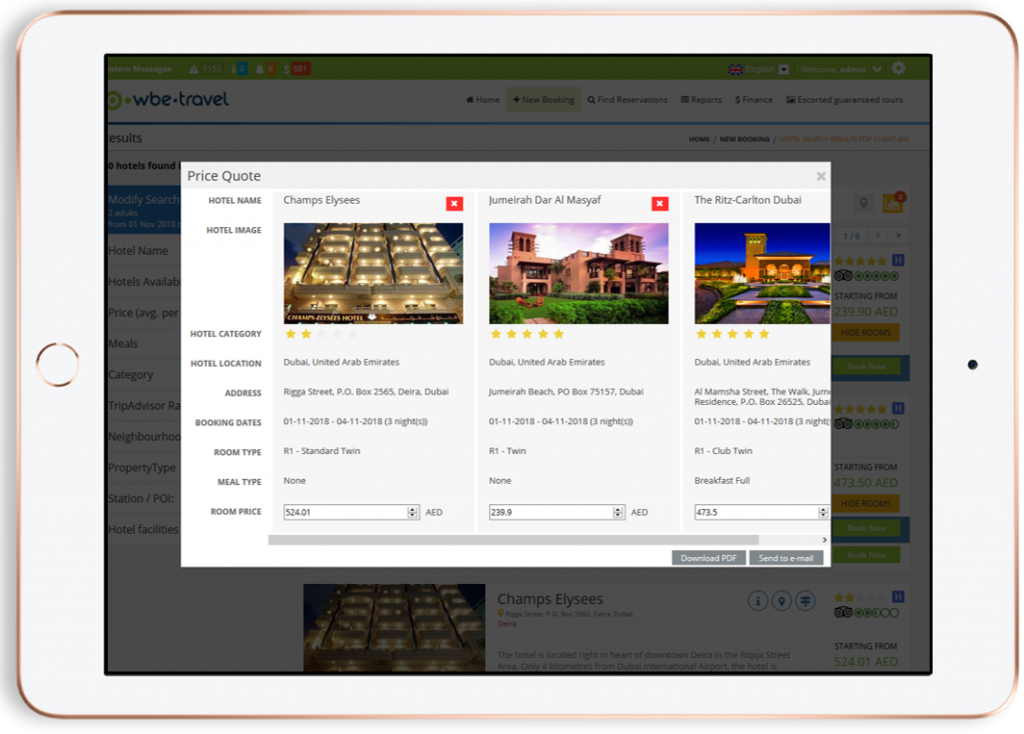 ystem Messages 1153 0 6 681 English Welcome, admin
wbe•travel Home New Booking Find Reservations Reports $ Finance Escorted guaranteed tours
esults HOME / NEW BOOKING / HOTEL SEARCH RESULTS FOR CLIENT IBM
0 hotels found
Price Quote
Modify Search
2 adults
from 01 Nov 2018
Hotel Name
Hotels Availab
Price (avg. per
Meals
Category
TripAdvisor Ra
Neighbourhoo
PropertyType
Station / POI:
Hotel facilities
HOTEL NAME Champs Elysees Jumeirah Dar Al Masyaf The Ritz-Carlton Dubai
HOTEL IMAGE
CHAMPS-ELYSEES HOTEL
HOTEL CATEGORY
HOTEL LOCATION Dubai, United Arab Emirates Dubai, United Arab Emirates Dubai, United Arab Emirates
ADDRESS Rigga Street, P.O. Box 2565, Deira, Dubai Jumeirah Beach, PO Box 75157, Dubai Al Mamsha Street, The Walk, Jum
Residence, P.O. Box 26525, Dubai
BOOKING DATES 01-11-2018 - 04-11-2018 (3 night(s)) 01-11-2018 - 04-11-2018 (3 night(s)) 01-11-2018 - 04-11-2018 (3 night(
ROOM TYPE R1 - Standard Twin R1 - Twin R1 - Club Twin
MEAL TYPE None None Breakfast Full
ROOM PRICE 524.01 AED 239.9 AED 473.5
Download PDF Send to e-mail
3
1 / 6
H
STARTING FROM
239.90 AED
HIDE ROOMS
Book Now
H
STARTING FROM
473.50 AED
HIDE ROOMS
Book Now
Book Now
Champs Elysees
Rigga Street, P.O. Box 2565, Deira, Dubai,
Deira
The hotel is located right in heart of downtown Deira in the Riqqa Street
Area. Only 4 kilometres from Dubai International Airport, the hotel is
H
STARTING FROM
524.01 AED